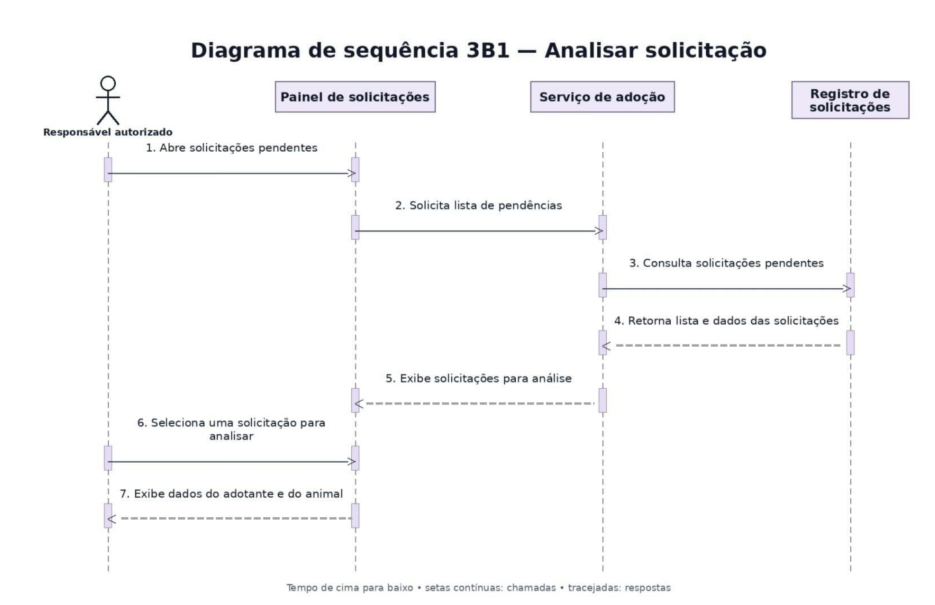 Diagrama de sequência 3B1 — Analisar solicitação
Responsável autorizado
Painel de solicitações
Serviço de adoção
Registro de
solicitações
1. Abre solicitações pendentes
2. Solicita lista de pendências
3. Consulta solicitações pendentes
4. Retorna lista e dados das solicitações
5. Exibe solicitações para análise
6. Seleciona uma solicitação para
analisar
7. Exibe dados do adotante e do animal
Tempo de cima para baixo • setas contínuas: chamadas • tracejadas: respostas